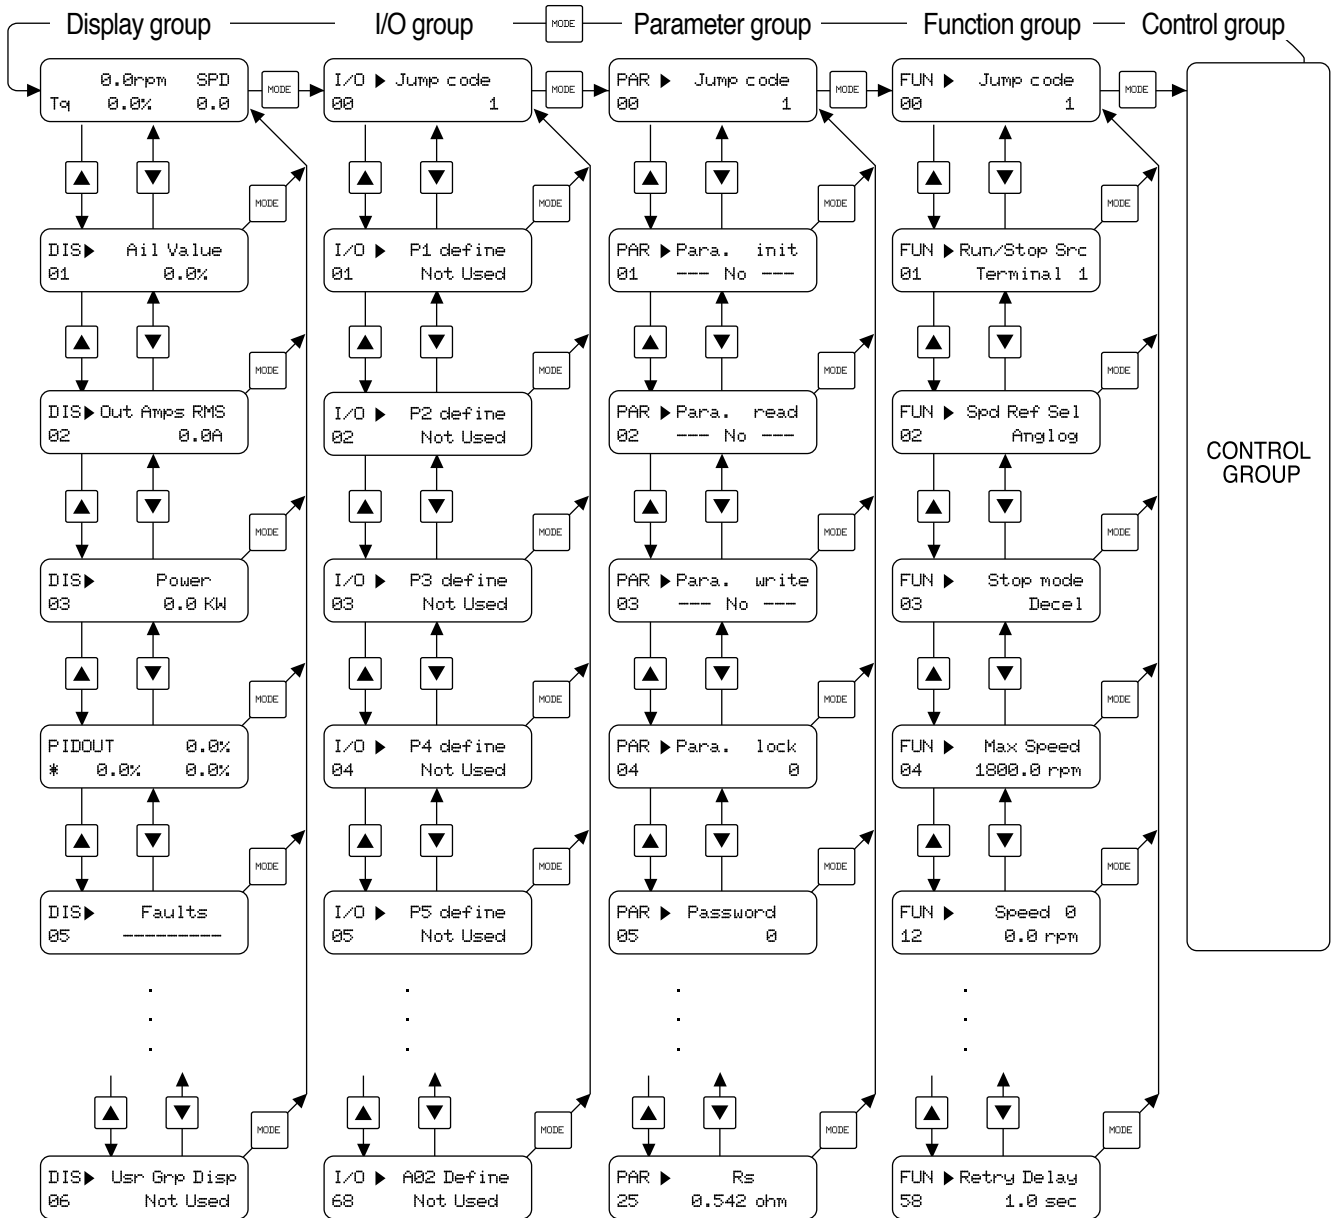 Display group
I/O group
MODE
Parameter group
Function group
Control group
0.0rpm SPD
Tq 0.0% 0.0
MODE
I/O ▶ Jump code
00 1
MODE
PAR ▶ Jump code
00 1
MODE
FUN ▶ Jump code
00 1
MODE
MODE
MODE
MODE
MODE
DIS▶ Ail Value
01 0.0%
I/O ▶ P1 define
01 Not Used
PAR ▶ Para. init
01 --- No ---
FUN ▶ Run/Stop Src
01 Terminal 1
MODE
MODE
MODE
MODE
DIS▶ Out Amps RMS
02 0.0A
I/O ▶ P2 define
02 Not Used
PAR ▶ Para. read
02 --- No ---
FUN ▶ Spd Ref Sel
02 Anglog
CONTROL
GROUP
MODE
MODE
MODE
MODE
DIS▶ Power
03 0.0 KW
I/O ▶ P3 define
03 Not Used
PAR ▶ Para. write
03 --- No ---
FUN ▶ Stop mode
03 Decel
MODE
MODE
MODE
MODE
PIDOUT 0.0%
* 0.0% 0.0%
I/O ▶ P4 define
04 Not Used
PAR ▶ Para. lock
04 0
FUN ▶ Max Speed
04 1800.0 rpm
MODE
MODE
MODE
MODE
DIS▶ Faults
05 ---------
I/O ▶ P5 define
05 Not Used
PAR ▶ Password
05 0
FUN ▶ Speed 0
12 0.0 rpm
MODE
MODE
MODE
MODE
DIS▶ Usr Grp Disp
06 Not Used
I/O ▶ A02 Define
68 Not Used
PAR ▶ Rs
25 0.542 ohm
FUN ▶ Retry Delay
58 1.0 sec